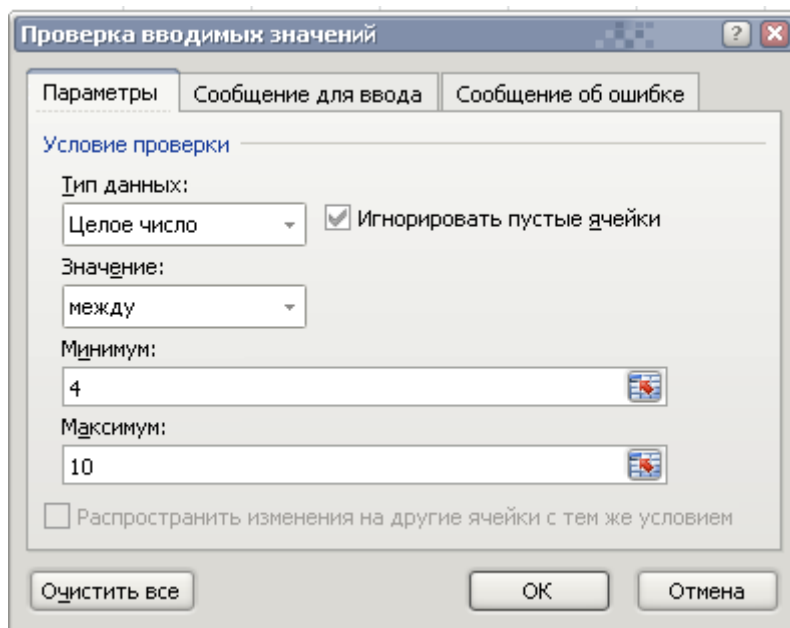 Проверка вводимых значений
Параметры
Сообщение для ввода
Сообщение об ошибке
Условие проверки
Тип данных:
Целое число
Игнорировать пустые ячейки
Значение:
между
Минимум:
4
Максимум:
10
Распространить изменения на другие ячейки с тем же условием
Очистить все
ОК
Отмена